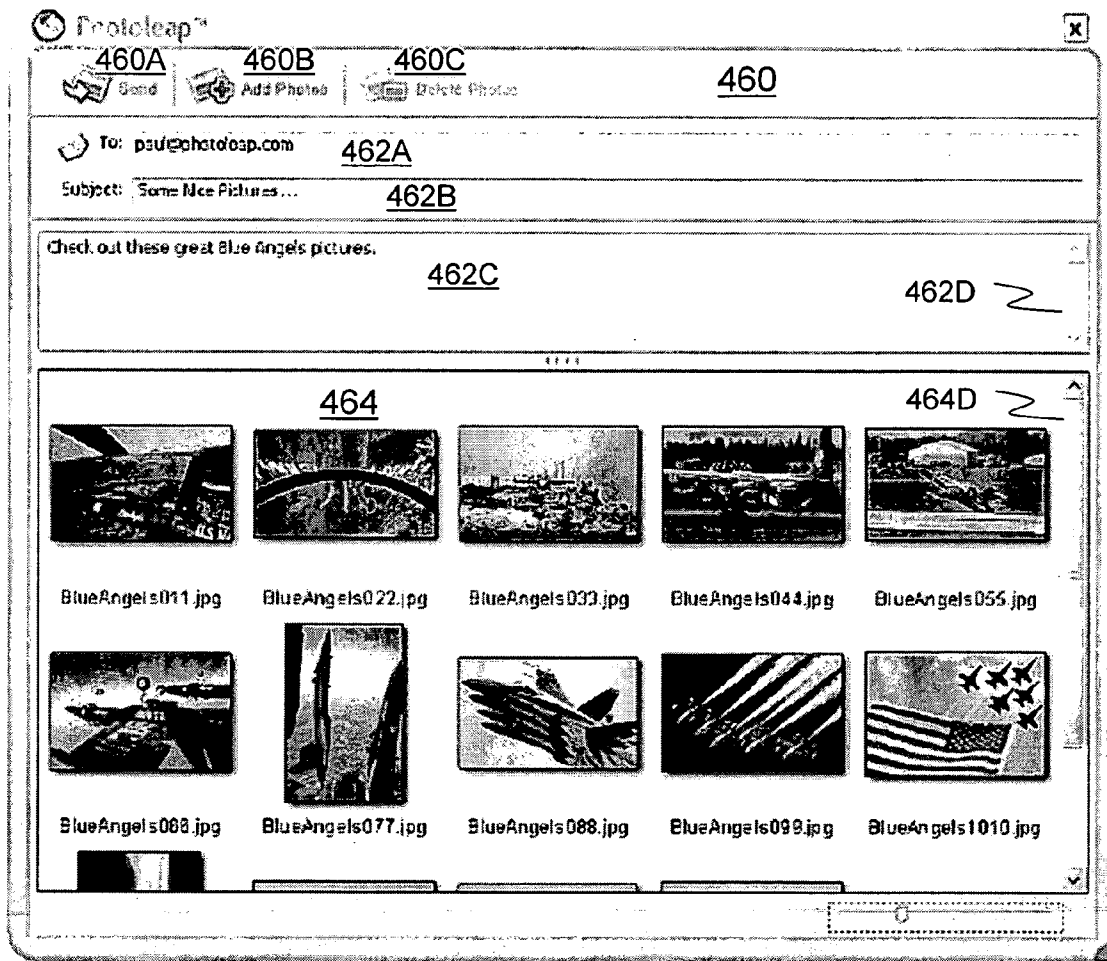 Photoleap™
x
460A 460B 460C 460
Send Add Photos Delete Photos
To: paul@photoleap.com 462A
Subject: Some Nice Pictures... 462B
Check out these great Blue Angels pictures.
462C
462D
464 464D
BlueAngels011.jpg BlueAngels022.jpg BlueAngels033.jpg BlueAngels044.jpg BlueAngels055.jpg
BlueAngels066.jpg BlueAngels077.jpg BlueAngels088.jpg BlueAngels099.jpg BlueAngels1010.jpg